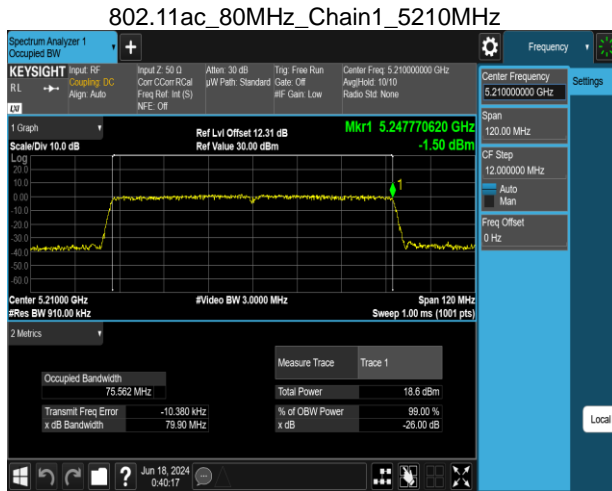 802.11ac_80MHz_Chain1_5210MHz
Spectrum Analyzer 1
Occupied BW
Frequency
KEYSIGHT
RL
Input: RF
Coupling: DC
Align: Auto
Input Z: 50 Ω
Corr CCorr RCal
Freq Ref: Int (S)
NFE: Off
Atten: 30 dB
µW Path: Standard
Trig: Free Run
Gate: Off
#IF Gain: Low
Center Freq: 5.210000000 GHz
Avg|Hold: 10/10
Radio Std: None
1 Graph
Scale/Div 10.0 dB
Ref Lvl Offset 12.31 dB
Ref Value 30.00 dBm
Mkr1 5.247770620 GHz
-1.50 dBm
Log
20.0
10.0
0.00
-10.0
-20.0
-30.0
-40.0
-50.0
-60.0
1
Center 5.21000 GHz
#Res BW 910.00 kHz
#Video BW 3.0000 MHz
Span 120 MHz
Sweep 1.00 ms (1001 pts)
2 Metrics
Occupied Bandwidth
75.562 MHz
Transmit Freq Error -10.380 kHz
x dB Bandwidth 79.90 MHz
Measure Trace Trace 1
Total Power 18.6 dBm
% of OBW Power 99.00 %
x dB -26.00 dB
Center Frequency
5.210000000 GHz
Span
120.00 MHz
CF Step
12.000000 MHz
Auto
Man
Freq Offset
0 Hz
Settings
Local
Jun 18, 2024
0:40:17